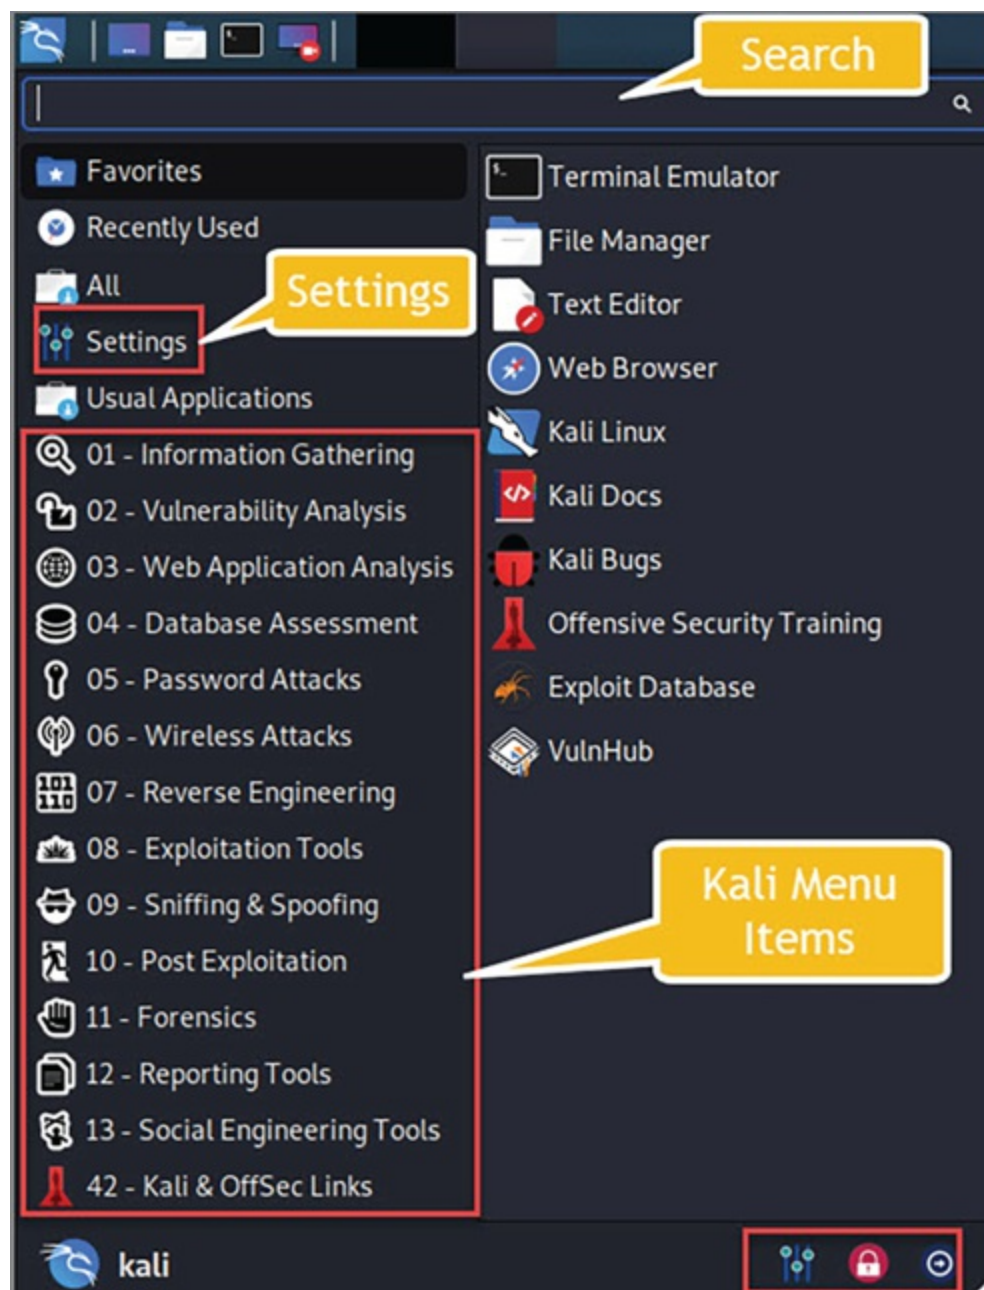 Search
Favorites
Recently Used
All
Settings
Settings
Usual Applications
01 - Information Gathering
02 - Vulnerability Analysis
03 - Web Application Analysis
04 - Database Assessment
05 - Password Attacks
06 - Wireless Attacks
07 - Reverse Engineering
08 - Exploitation Tools
09 - Sniffing & Spoofing
10 - Post Exploitation
11 - Forensics
12 - Reporting Tools
13 - Social Engineering Tools
42 - Kali & OffSec Links
Terminal Emulator
File Manager
Text Editor
Web Browser
Kali Linux
Kali Docs
Kali Bugs
Offensive Security Training
Exploit Database
VulnHub
Kali Menu
Items
kali